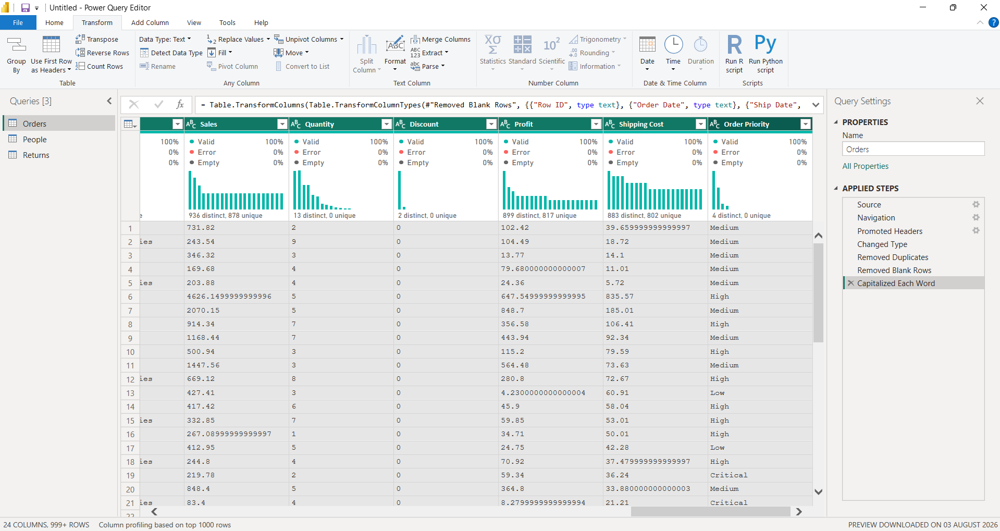 Untitled - Power Query Editor
File Home Transform Add Column View Tools Help
Group By
Use First Row as Headers
Transpose
Reverse Rows
Count Rows
Table
Data Type: Text
Detect Data Type
Rename
Replace Values
Fill
Pivot Column
Unpivot Columns
Move
Convert to List
Any Column
Split Column
Format
Merge Columns
Extract
Parse
Text Column
Statistics
Standard
Scientific
Trigonometry
Rounding
Information
Number Column
Date
Time
Duration
Date & Time Column
Run R script
Run Python script
Scripts
Queries [3]
Orders
People
Returns
= Table.TransformColumns(Table.TransformColumnTypes(#"Removed Blank Rows", {{"Row ID", type text}, {"Order Date", type text}, {"Ship Date",
Sales Quantity Discount Profit Shipping Cost Order Priority
100% Valid 100% Valid 100% Valid 100% Valid 100% Valid 100% Valid 100%
0% Error 0% Error 0% Error 0% Error 0% Error 0% Error 0%
0% Empty 0% Empty 0% Empty 0% Empty 0% Empty 0% Empty 0%
936 distinct, 878 unique 13 distinct, 0 unique 2 distinct, 0 unique 899 distinct, 817 unique 883 distinct, 802 unique 4 distinct, 0 unique
1 731.82 2 0 102.42 39.659999999999997 Medium
2 ies 243.54 9 0 104.49 18.72 Medium
3 346.32 3 0 13.77 14.1 Medium
4 169.68 4 0 79.680000000000007 11.01 Medium
5 ies 203.88 4 0 24.36 5.72 Medium
6 4626.1499999999996 5 0 647.54999999999995 835.57 High
7 2070.15 5 0 848.7 185.01 Medium
8 914.34 7 0 356.58 106.41 High
9 1168.44 7 0 443.94 92.34 Medium
10 500.94 3 0 115.2 79.59 High
11 1447.56 3 0 564.48 73.63 Medium
12 ies 669.12 8 0 280.8 72.67 High
13 427.41 3 0 4.2300000000000004 60.91 Low
14 417.42 6 0 45.9 58.04 High
15 ies 332.85 7 0 59.85 53.01 High
16 267.08999999999997 1 0 34.71 50.01 High
17 412.95 5 0 24.75 42.28 Low
18 ies 244.8 4 0 70.92 37.479999999999997 High
19 219.78 2 0 59.34 36.24 Critical
20 848.4 5 0 364.8 33.880000000000003 Medium
21 ies 83.4 4 0 8.2799999999999994 21.21 Critical
22
Query Settings
PROPERTIES
Name
Orders
All Properties
APPLIED STEPS
Source
Navigation
Promoted Headers
Changed Type
Removed Duplicates
Removed Blank Rows
Capitalized Each Word
24 COLUMNS, 999+ ROWS Column profiling based on top 1000 rows
PREVIEW DOWNLOADED ON 03 AUGUST 2026